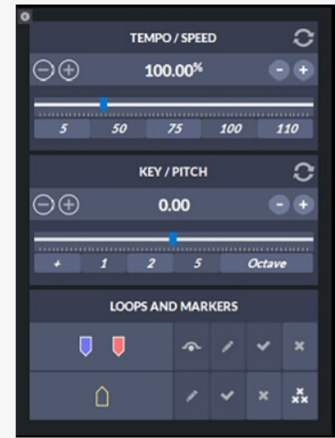 TEMPO / SPEED
100.00%
5 50 75 100 110
KEY / PITCH
0.00
+ 1 2 5 Octave
LOOPS AND MARKERS